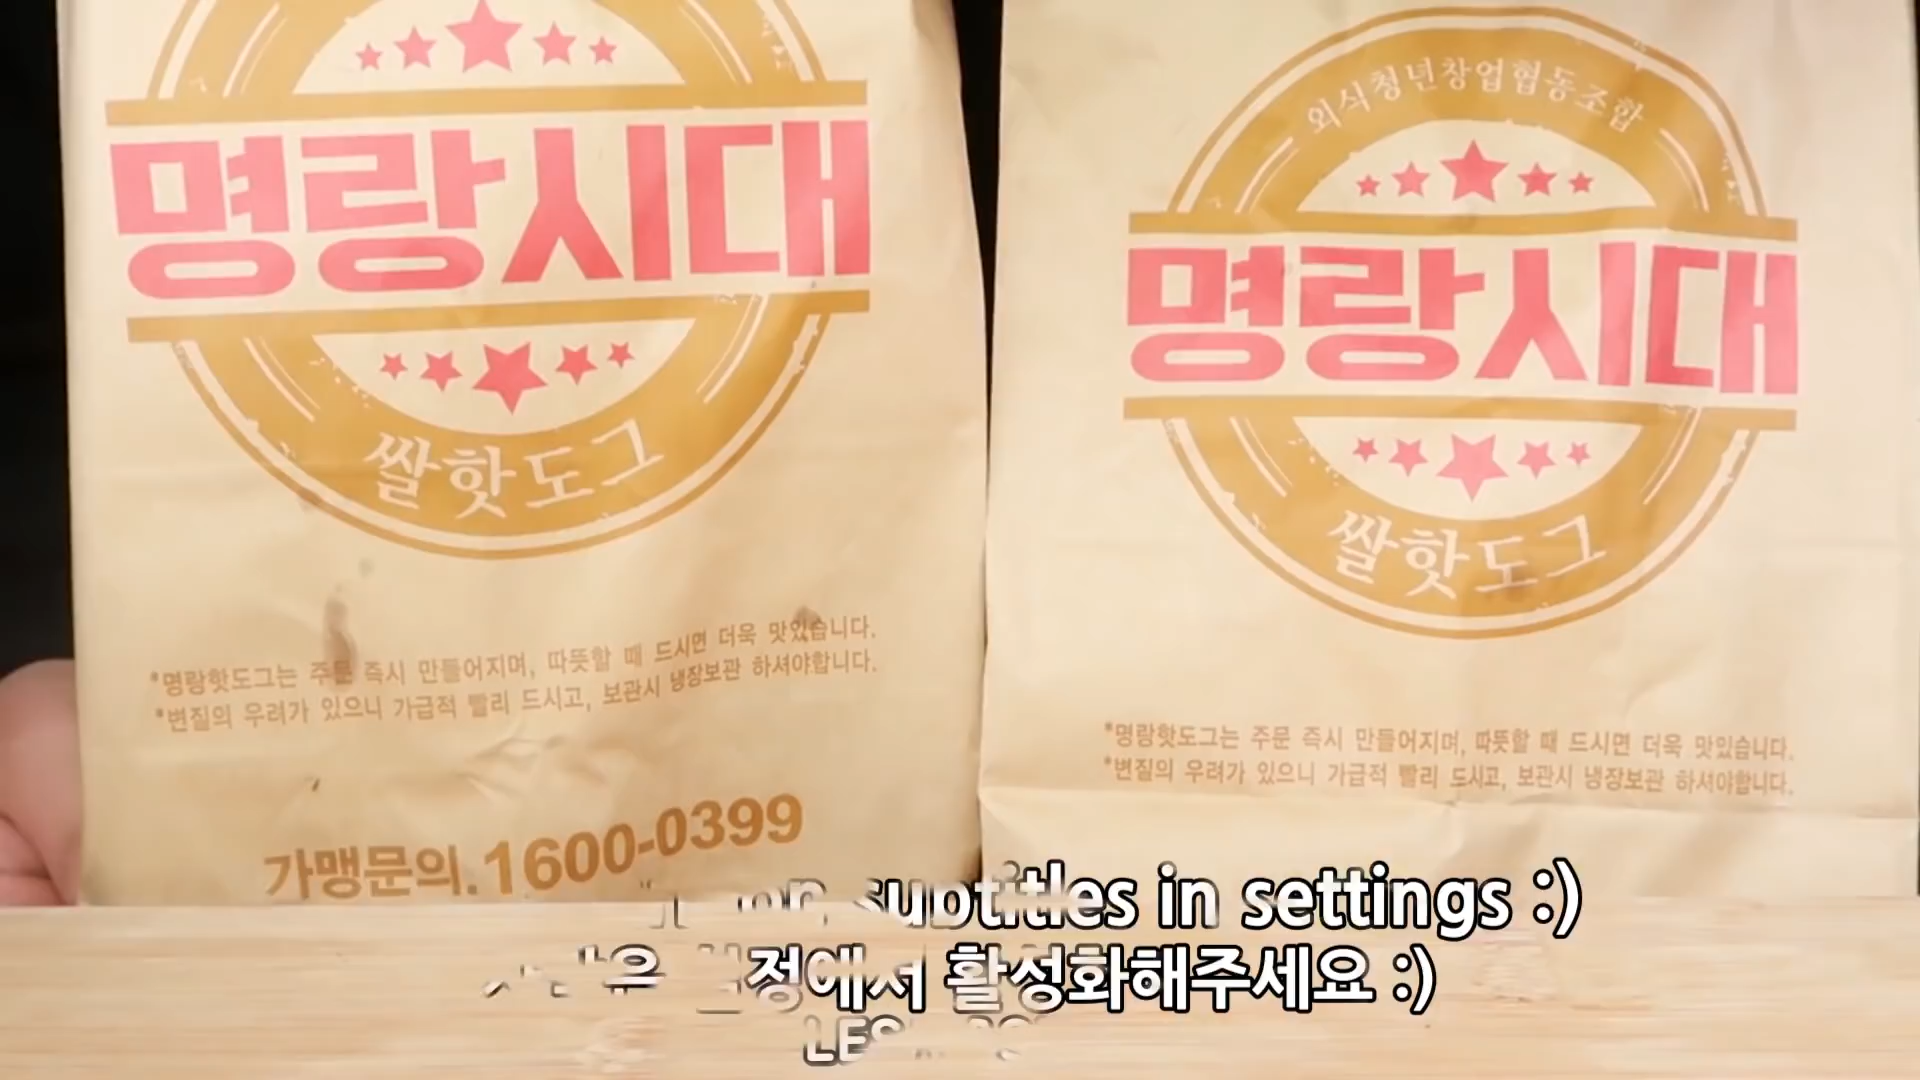 명랑시대
쌀핫도그
*명랑핫도그는 주문 즉시 만들어지며, 따뜻할 때 드시면 더욱 맛있습니다.
*변질의 우려가 있으니 가급적 빨리 드시고, 보관시 냉장보관 하셔야합니다.
가맹문의. 1600-0399
외식청년창업협동조합
명랑시대
쌀핫도그
*명랑핫도그는 주문 즉시 만들어지며, 따뜻할 때 드시면 더욱 맛있습니다.
*변질의 우려가 있으니 가급적 빨리 드시고, 보관시 냉장보관 하셔야합니다.
subtitles in settings :)
활성화해주세요 :)